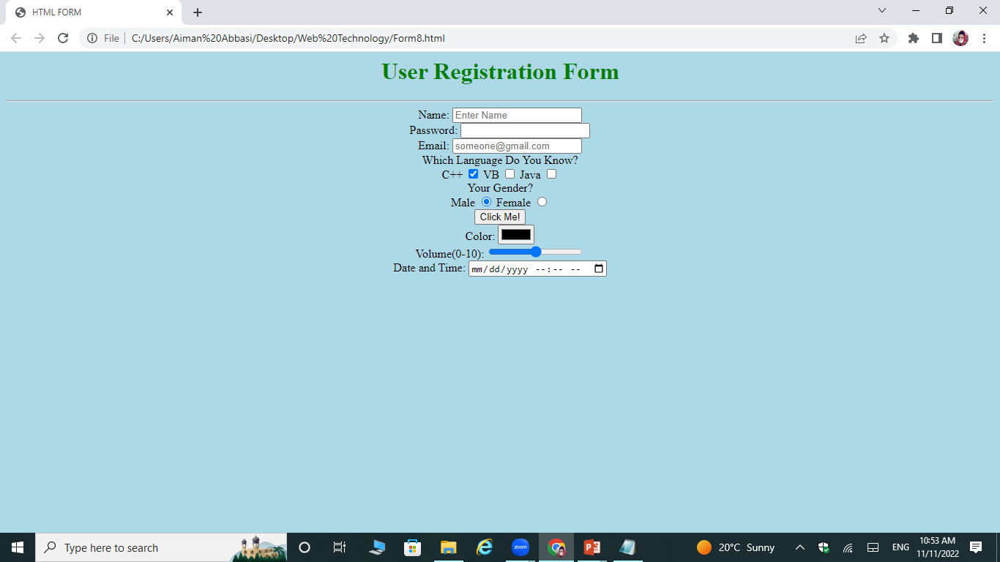 HTML FORM
File C:/Users/Aiman%20Abbasi/Desktop/Web%20Technology/Form8.html
User Registration Form
Name: Enter Name
Password:
Email: someone@gmail.com
Which Language Do You Know?
C++ VB Java
Your Gender?
Male Female
Click Me!
Color:
Volume(0-10):
Date and Time: mm/dd/yyyy --:-- --
Type here to search
zoom
20°C Sunny
ENG
10:53 AM
11/11/2022